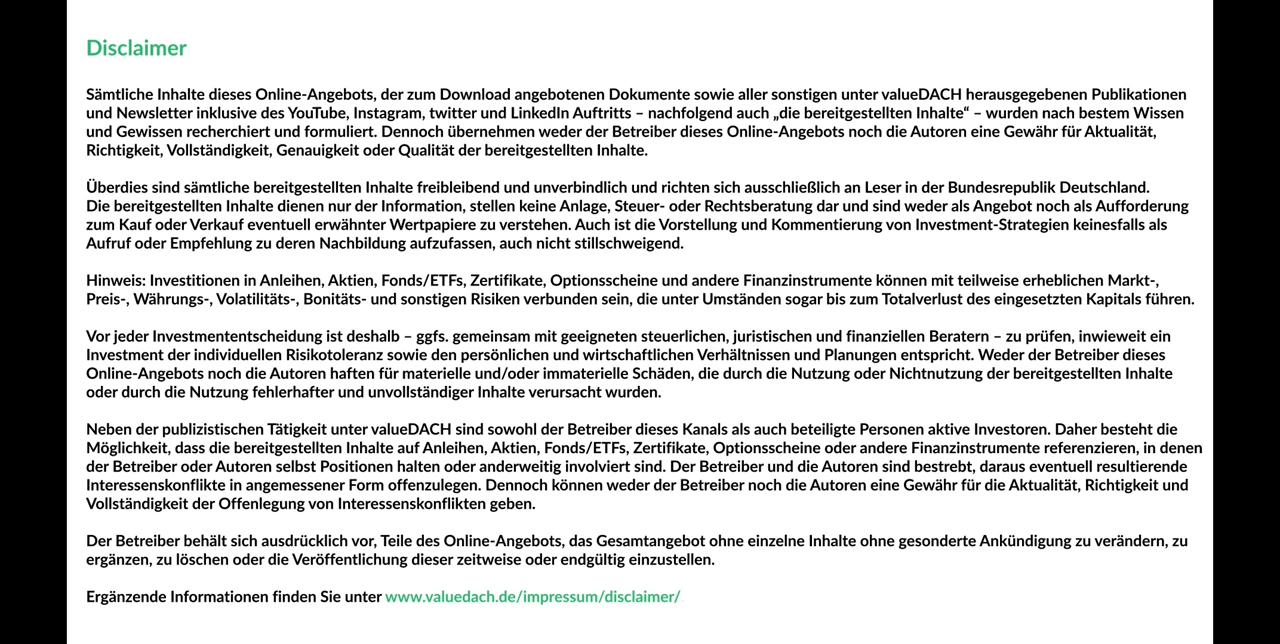 Disclaimer
Sämtliche Inhalte dieses Online-Angebots, der zum Download angebotenen Dokumente sowie aller sonstigen unter valueDACH herausgegebenen Publikationen
und Newsletter inklusive des YouTube, Instagram, twitter und LinkedIn Auftritts – nachfolgend auch „die bereitgestellten Inhalte“ – wurden nach bestem Wissen
und Gewissen recherchiert und formuliert. Dennoch übernehmen weder der Betreiber dieses Online-Angebots noch die Autoren eine Gewähr für Aktualität,
Richtigkeit, Vollständigkeit, Genauigkeit oder Qualität der bereitgestellten Inhalte.
Überdies sind sämtliche bereitgestellten Inhalte freibleibend und unverbindlich und richten sich ausschließlich an Leser in der Bundesrepublik Deutschland.
Die bereitgestellten Inhalte dienen nur der Information, stellen keine Anlage, Steuer- oder Rechtsberatung dar und sind weder als Angebot noch als Aufforderung
zum Kauf oder Verkauf eventuell erwähnter Wertpapiere zu verstehen. Auch ist die Vorstellung und Kommentierung von Investment-Strategien keinesfalls als
Aufruf oder Empfehlung zu deren Nachbildung aufzufassen, auch nicht stillschweigend.
Hinweis: Investitionen in Anleihen, Aktien, Fonds/ETFs, Zertifikate, Optionsscheine und andere Finanzinstrumente können mit teilweise erheblichen Markt-,
Preis-, Währungs-, Volatilitäts-, Bonitäts- und sonstigen Risiken verbunden sein, die unter Umständen sogar bis zum Totalverlust des eingesetzten Kapitals führen.
Vor jeder Investmententscheidung ist deshalb – ggfs. gemeinsam mit geeigneten steuerlichen, juristischen und finanziellen Beratern – zu prüfen, inwieweit ein
Investment der individuellen Risikotoleranz sowie den persönlichen und wirtschaftlichen Verhältnissen und Planungen entspricht. Weder der Betreiber dieses
Online-Angebots noch die Autoren haften für materielle und/oder immaterielle Schäden, die durch die Nutzung oder Nichtnutzung der bereitgestellten Inhalte
oder durch die Nutzung fehlerhafter und unvollständiger Inhalte verursacht wurden.
Neben der publizistischen Tätigkeit unter valueDACH sind sowohl der Betreiber dieses Kanals als auch beteiligte Personen aktive Investoren. Daher besteht die
Möglichkeit, dass die bereitgestellten Inhalte auf Anleihen, Aktien, Fonds/ETFs, Zertifikate, Optionsscheine oder andere Finanzinstrumente referenzieren, in denen
der Betreiber oder Autoren selbst Positionen halten oder anderweitig involviert sind. Der Betreiber und die Autoren sind bestrebt, daraus eventuell resultierende
Interessenskonflikte in angemessener Form offenzulegen. Dennoch können weder der Betreiber noch die Autoren eine Gewähr für die Aktualität, Richtigkeit und
Vollständigkeit der Offenlegung von Interessenskonflikten geben.
Der Betreiber behält sich ausdrücklich vor, Teile des Online-Angebots, das Gesamtangebot ohne einzelne Inhalte ohne gesonderte Ankündigung zu verändern, zu
ergänzen, zu löschen oder die Veröffentlichung dieser zeitweise oder endgültig einzustellen.
Ergänzende Informationen finden Sie unter www.valuedach.de/impressum/disclaimer/